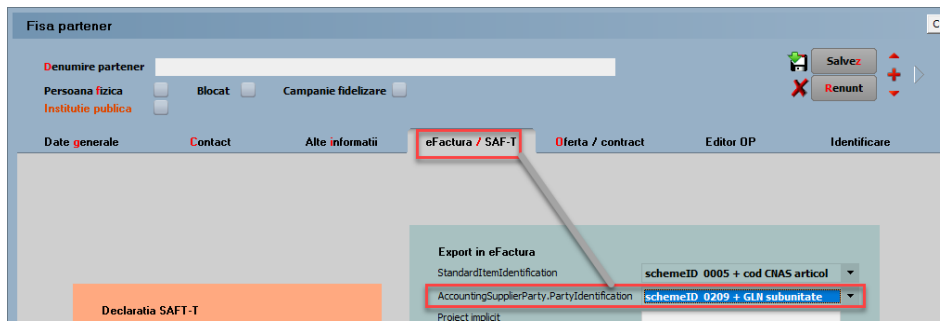 Fisa partener
C
Denumire partener
Salvez
Persoana fizica Blocat Campanie fidelizare
Renunt
Institutie publica
Date generale Contact Alte informatii eFactura / SAF-T Oferta / contract Editor OP Identificare
Export in eFactura
StandardItemIdentification schemeID 0005 + cod CNAS articol
AccountingSupplierParty.PartyIdentification schemeID 0209 + GLN subunitate
Declaratia SAFT-T
Project implicit